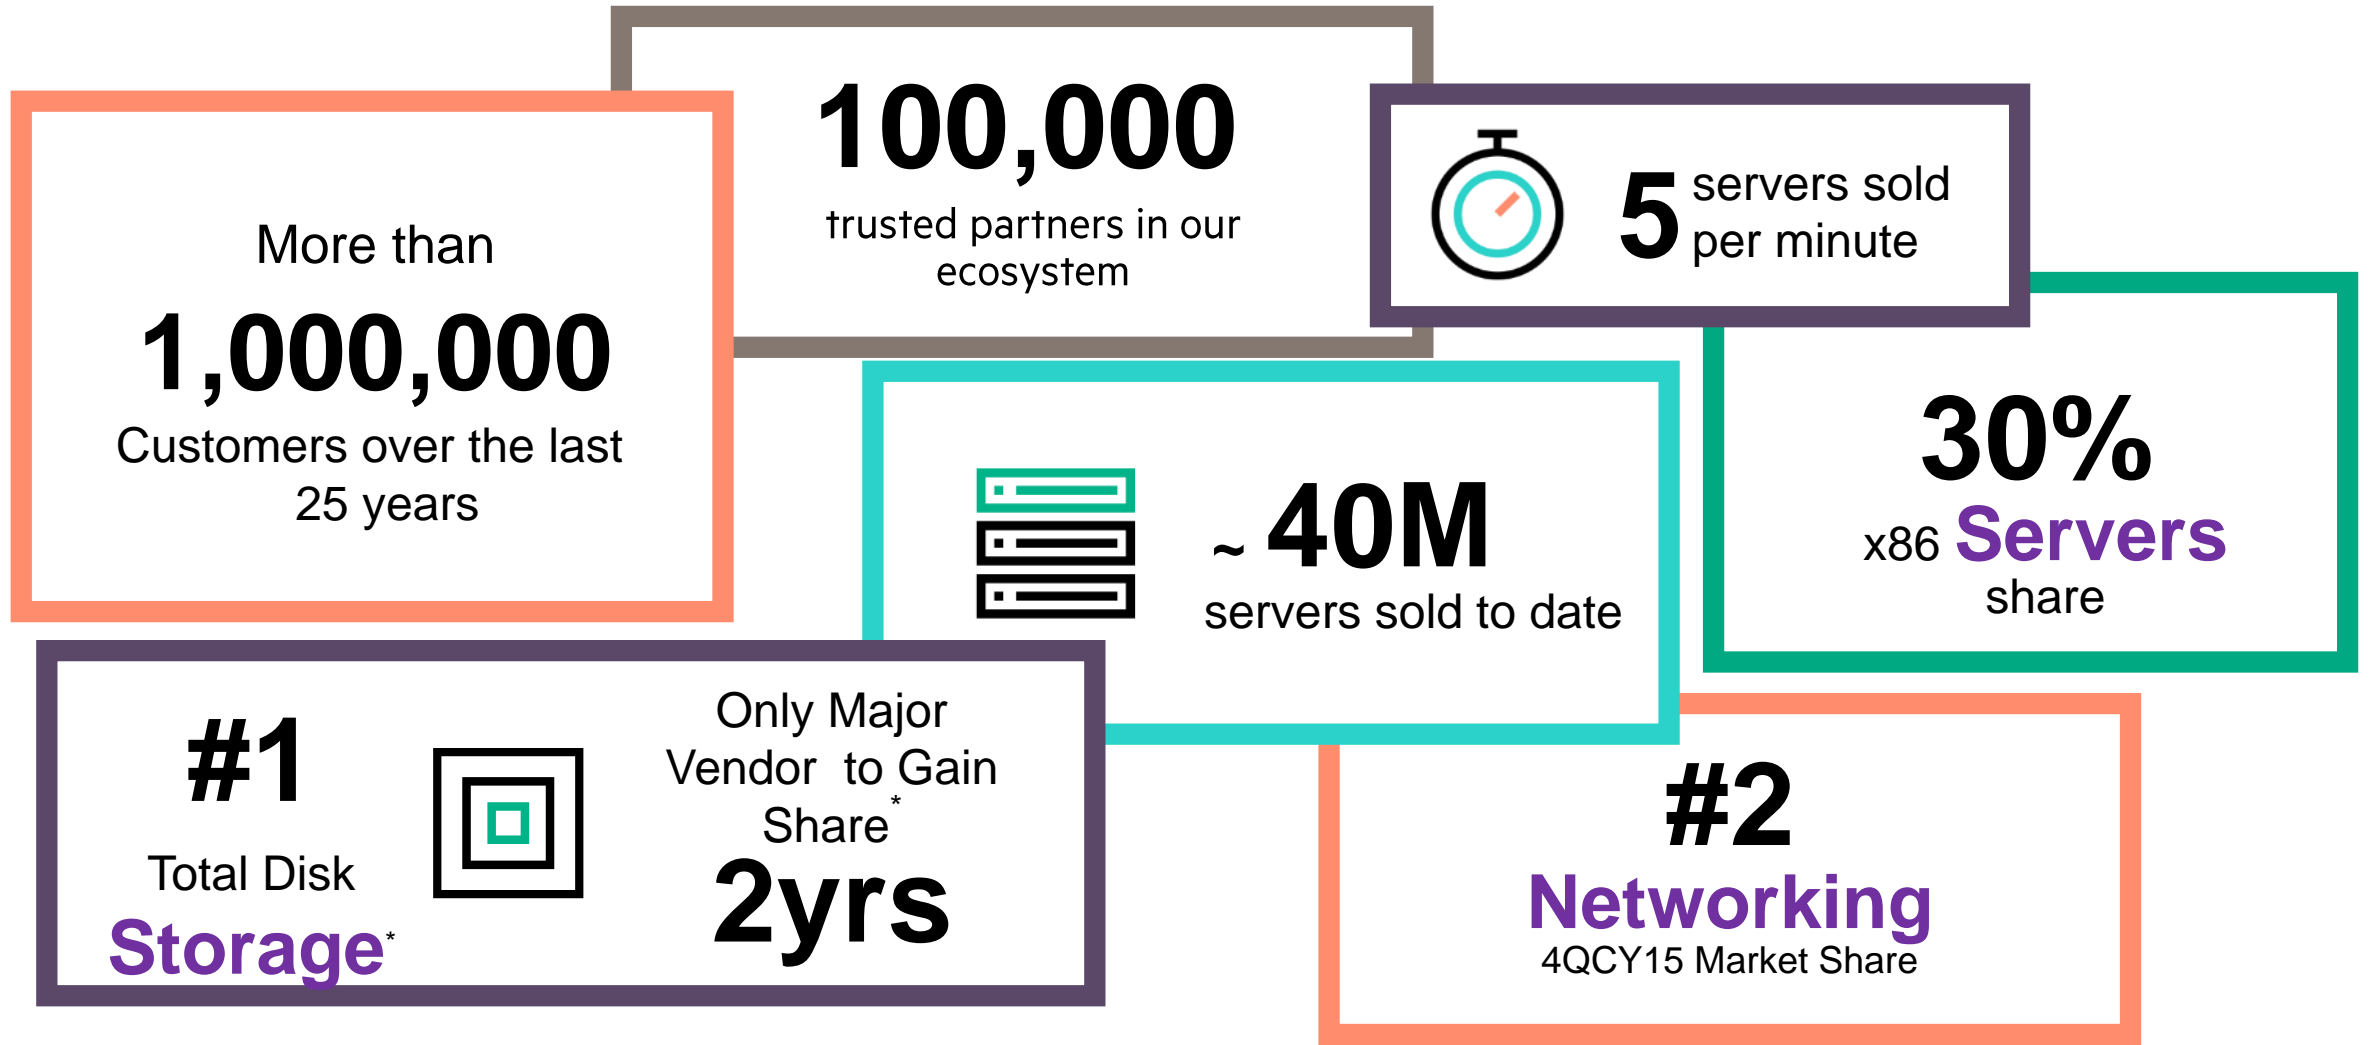 100,000
trusted partners in our
ecosystem
5 servers sold
per minute
More than
1,000,000
Customers over the last
25 years
30%
x86 Servers
share
~ 40M
servers sold to date
#1
Total Disk
Storage*
Only Major
Vendor  to Gain
Share*
2yrs
#2
Networking
4QCY15 Market Share